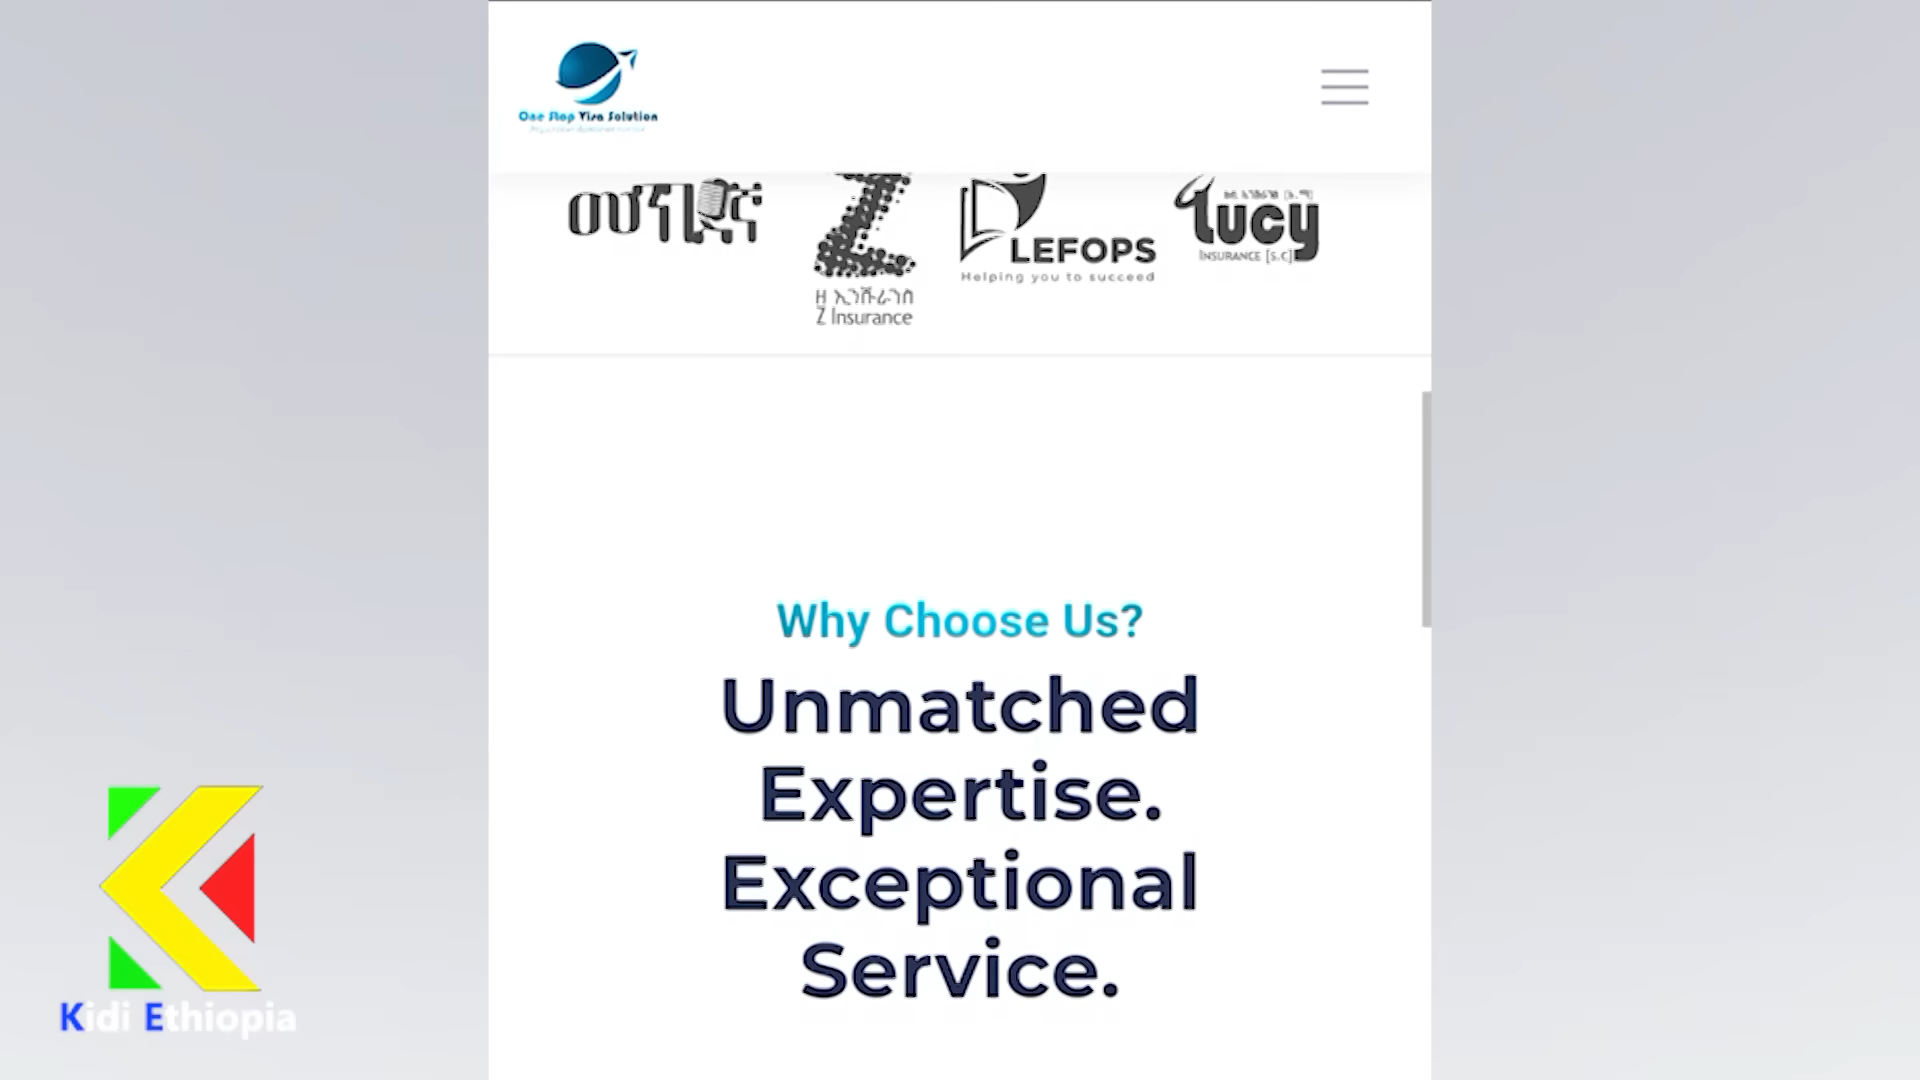 One Stop Visa Solution
Z
ዘ ኢንሹራንስ
Z Insurance
LEFOPS
Helping you to succeed
Lucy
INSURANCE [S.C]
Why Choose Us?
Unmatched
Expertise.
Exceptional
Service.
Kidi Ethiopia